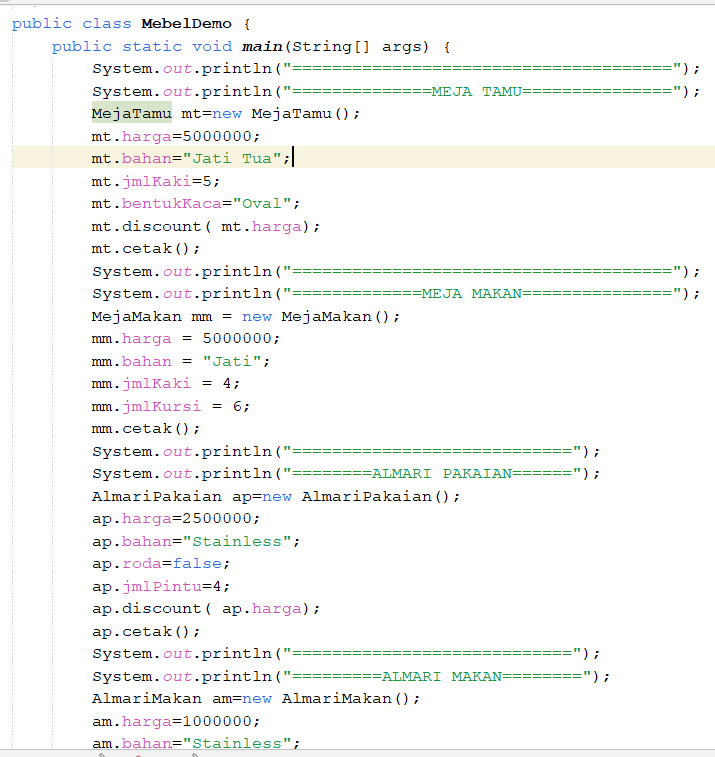 public class MebelDemo {
public static void main(String[] args) {
System.out.println("======================================");
System.out.println("==============MEJA TAMU===============");
MejaTamu mt=new MejaTamu();
mt.harga=5000000;
mt.bahan="Jati Tua";
mt.jmlKaki=5;
mt.bentukKaca="Oval";
mt.discount( mt.harga);
mt.cetak();
System.out.println("======================================");
System.out.println("=============MEJA MAKAN===============");
MejaMakan mm = new MejaMakan();
mm.harga = 5000000;
mm.bahan = "Jati";
mm.jmlKaki = 4;
mm.jmlKursi = 6;
mm.cetak();
System.out.println("============================");
System.out.println("========ALMARI PAKAIAN======");
AlmariPakaian ap=new AlmariPakaian();
ap.harga=2500000;
ap.bahan="Stainless";
ap.roda=false;
ap.jmlPintu=4;
ap.discount( ap.harga);
ap.cetak();
System.out.println("============================");
System.out.println("=========ALMARI MAKAN========");
AlmariMakan am=new AlmariMakan();
am.harga=1000000;
am.bahan="Stainless";